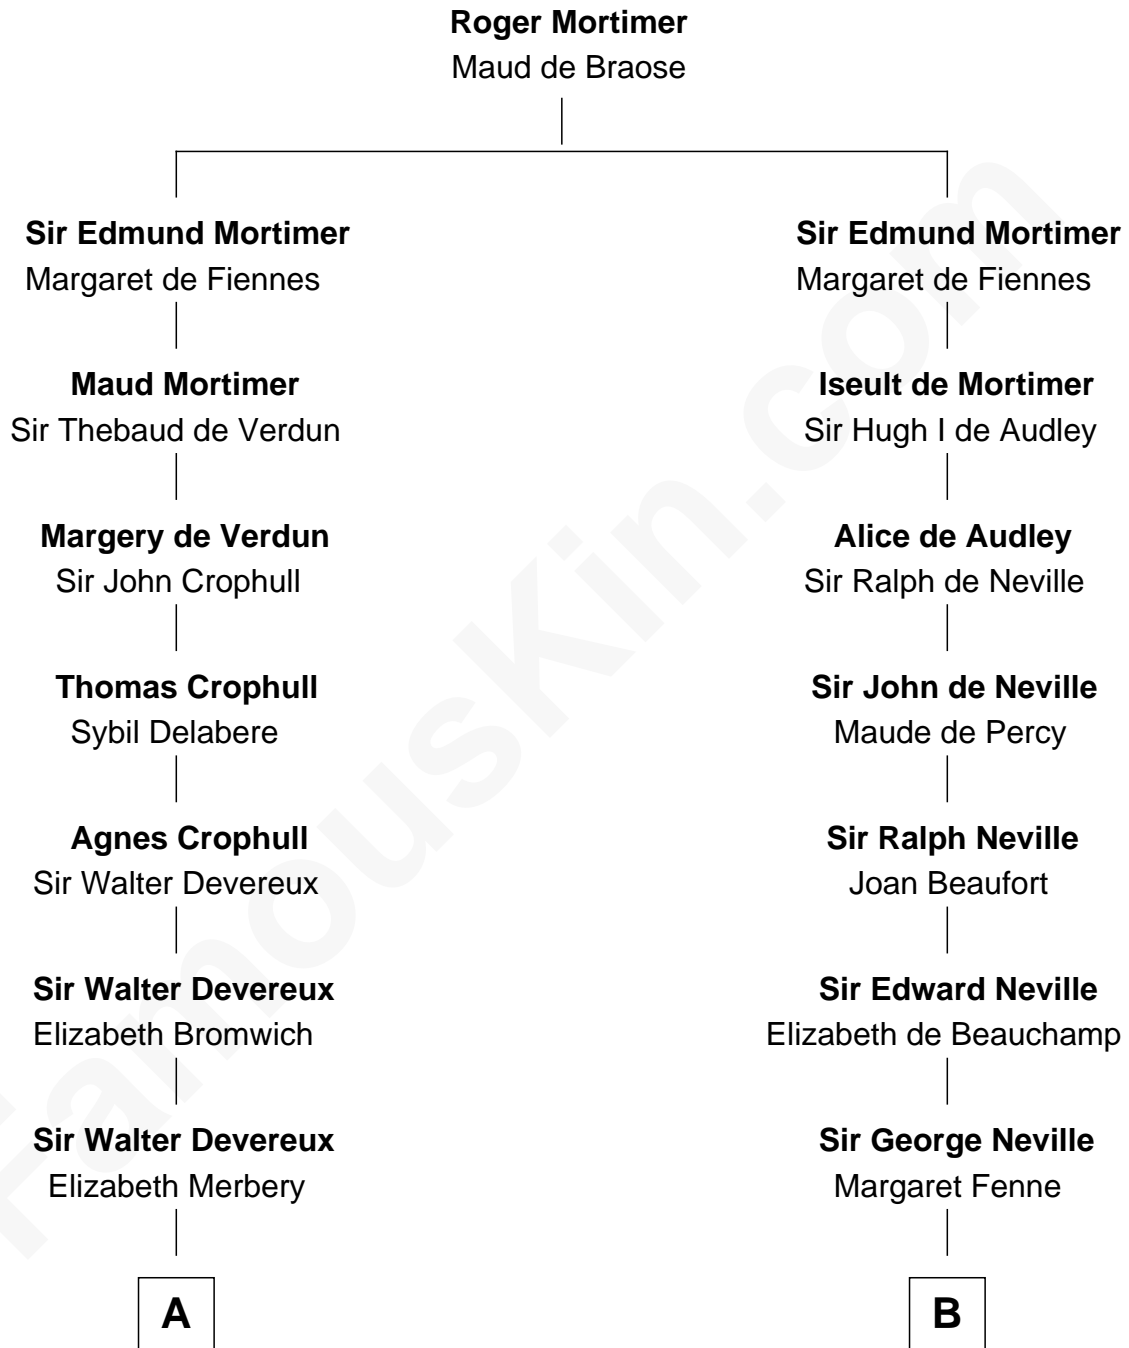 Roger Mortimer
Maud de Braose
Sir Edmund Mortimer
Margaret de Fiennes
Sir Edmund Mortimer
Margaret de Fiennes
Maud Mortimer
Sir Thebaud de Verdun
Iseult de Mortimer
Sir Hugh I de Audley
Margery de Verdun
Sir John Crophull
Alice de Audley
Sir Ralph de Neville
Thomas Crophull
Sybil Delabere
Sir John de Neville
Maude de Percy
Agnes Crophull
Sir Walter Devereux
Sir Ralph Neville
Joan Beaufort
Sir Walter Devereux
Elizabeth Bromwich
Sir Edward Neville
Elizabeth de Beauchamp
Sir Walter Devereux
Elizabeth Merbery
Sir George Neville
Margaret Fenne
A
B
FamousKin.com